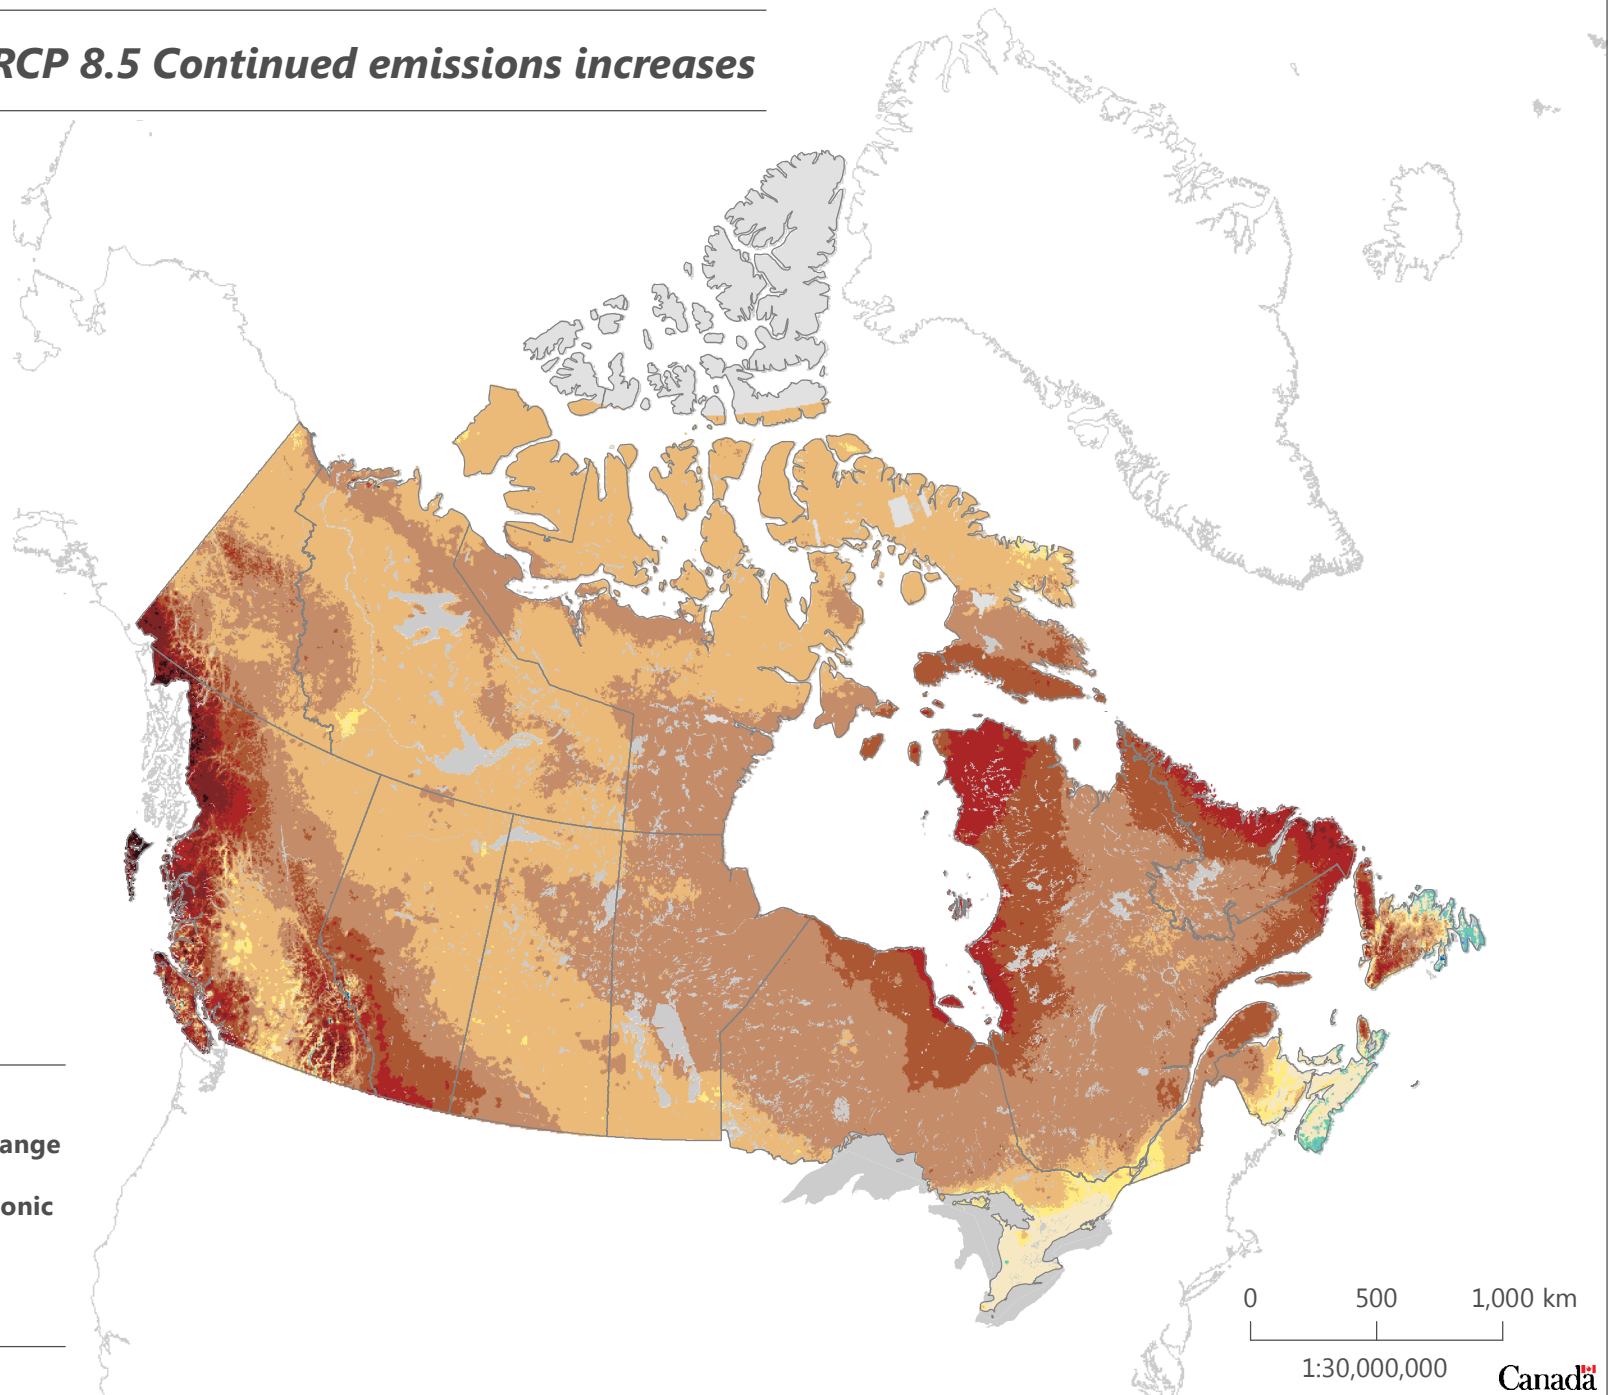 RCP 8.5 Continued emissions increases
ange
onic
0 500 1,000 km
1:30,000,000
Canada